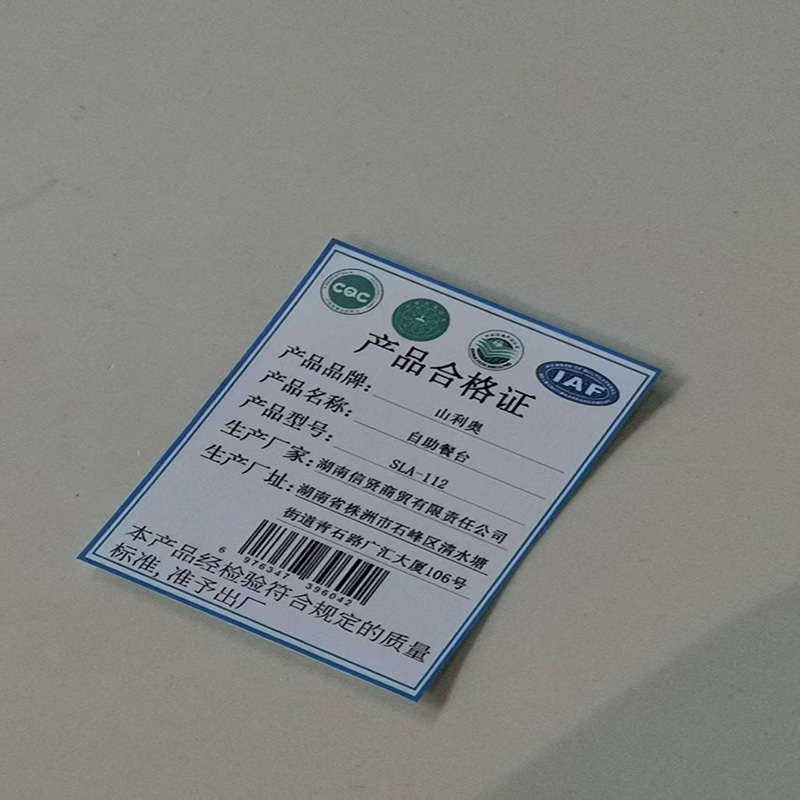 CQC
IAF
产品合格证
产品品牌: 山利奥
产品名称: 自助餐台
产品型号: SLA-112
生产厂家: 湖南信贤商贸有限责任公司
生产厂址: 湖南省株洲市石峰区清水塘
街道青石路广汇大厦106号
6 976347 396042
本产品经检验符合规定的质量
标准, 准予出厂